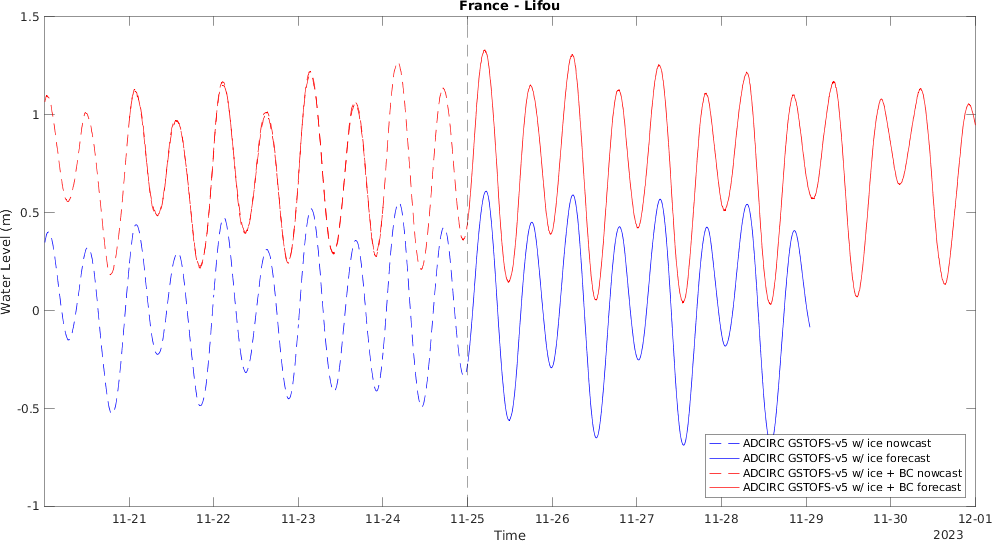 France - Lifou
1.5
1
0.5
0
-0.5
-1
Water Level (m)
ADCIRC GSTOFS-v5 w/ ice nowcast
ADCIRC GSTOFS-v5 w/ ice forecast
ADCIRC GSTOFS-v5 w/ ice + BC nowcast
ADCIRC GSTOFS-v5 w/ ice + BC forecast
11-21 11-22 11-23 11-24 11-25 11-26 11-27 11-28 11-29 11-30 12-01
Time
2023